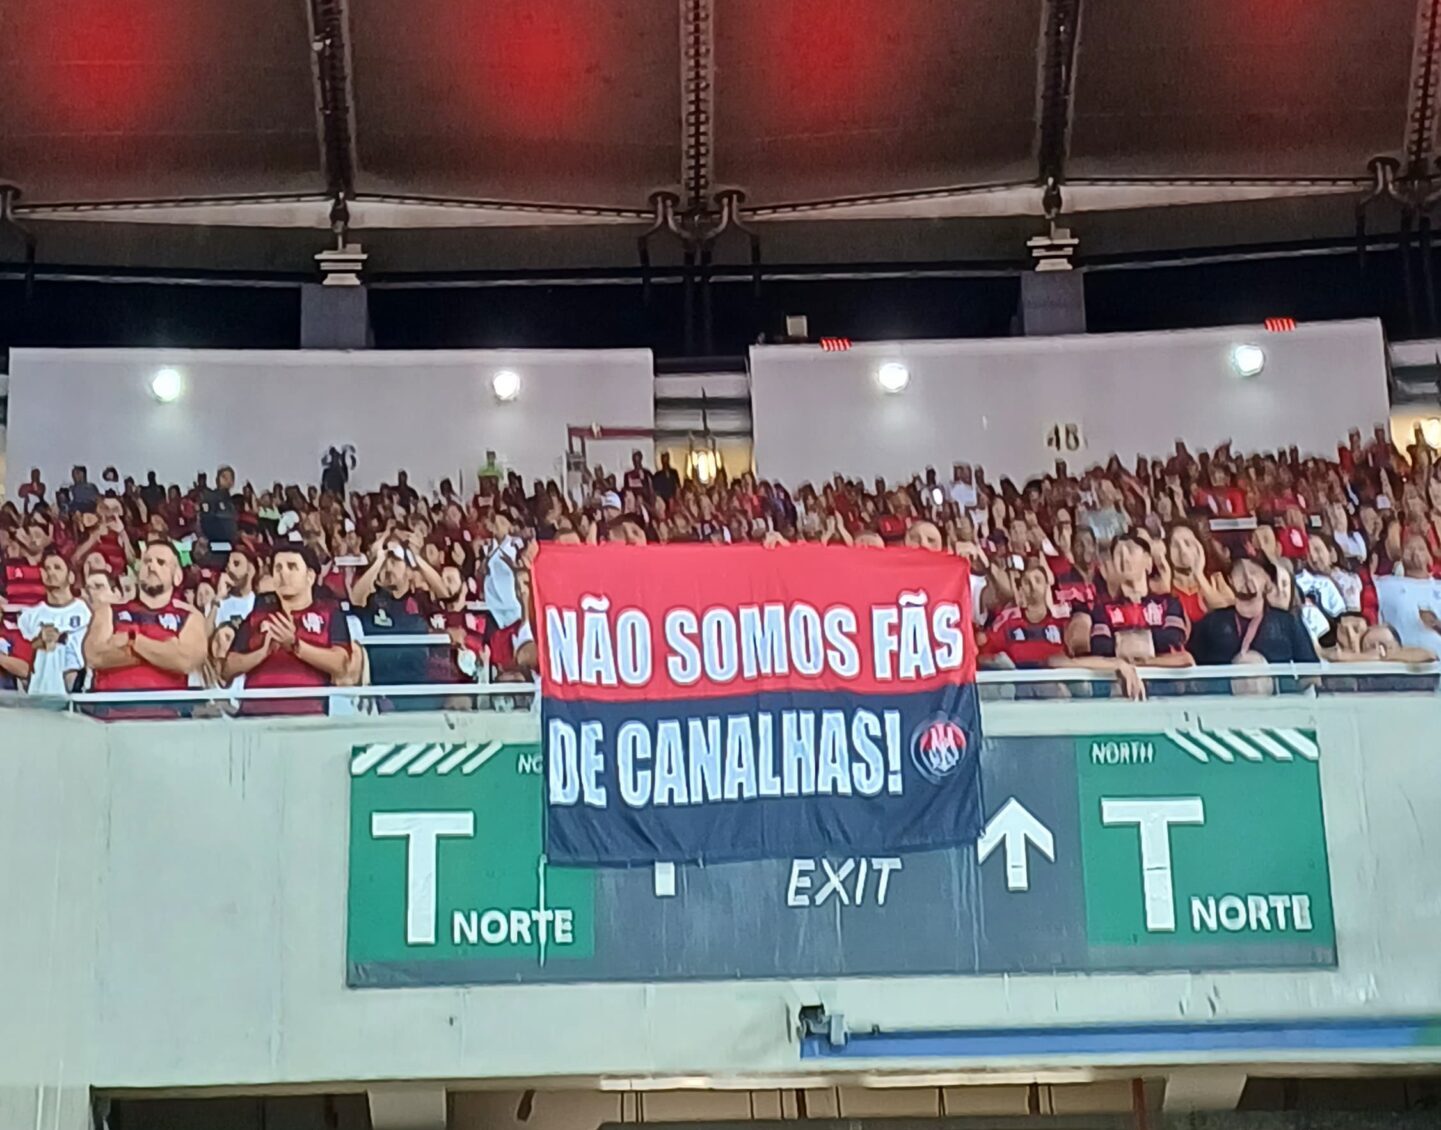 48
NÃO SOMOS FÃS
DE CANALHAS!
NORTH
T NORTE
EXIT
T NORTE